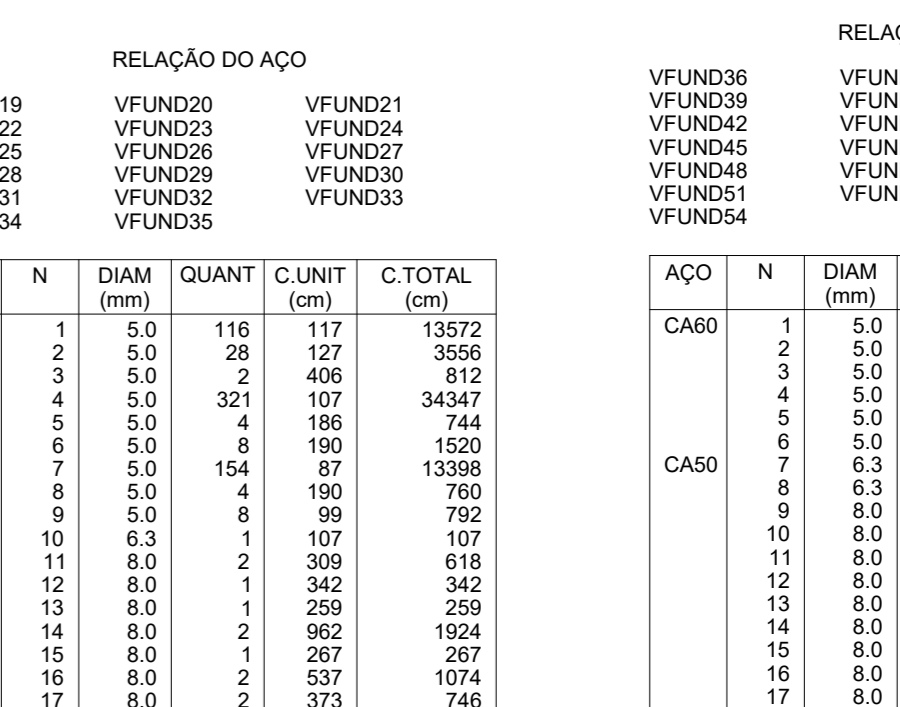 RELAÇÃO DO AÇO
19 VFUND20 VFUND21
22 VFUND23 VFUND24
25 VFUND26 VFUND27
28 VFUND29 VFUND30
31 VFUND32 VFUND33
34 VFUND35
N DIAM QUANT C.UNIT C.TOTAL
(mm) (cm) (cm)
1 5.0 116 117 13572
2 5.0 28 127 3556
3 5.0 2 406 812
4 5.0 321 107 34347
5 5.0 4 186 744
6 5.0 8 190 1520
7 5.0 154 87 13398
8 5.0 4 190 760
9 5.0 8 99 792
10 6.3 1 107 107
11 8.0 2 309 618
12 8.0 1 342 342
13 8.0 1 259 259
14 8.0 2 962 1924
15 8.0 1 267 267
16 8.0 2 537 1074
17 8.0 2 373 746
RELA
VFUND36 VFUN
VFUND39 VFUN
VFUND42 VFUN
VFUND45 VFUN
VFUND48 VFUN
VFUND51 VFUN
VFUND54
AÇO N DIAM
(mm)
CA60 1 5.0
2 5.0
3 5.0
4 5.0
5 5.0
6 5.0
CA50 7 6.3
8 6.3
9 8.0
10 8.0
11 8.0
12 8.0
13 8.0
14 8.0
15 8.0
16 8.0
17 8.0